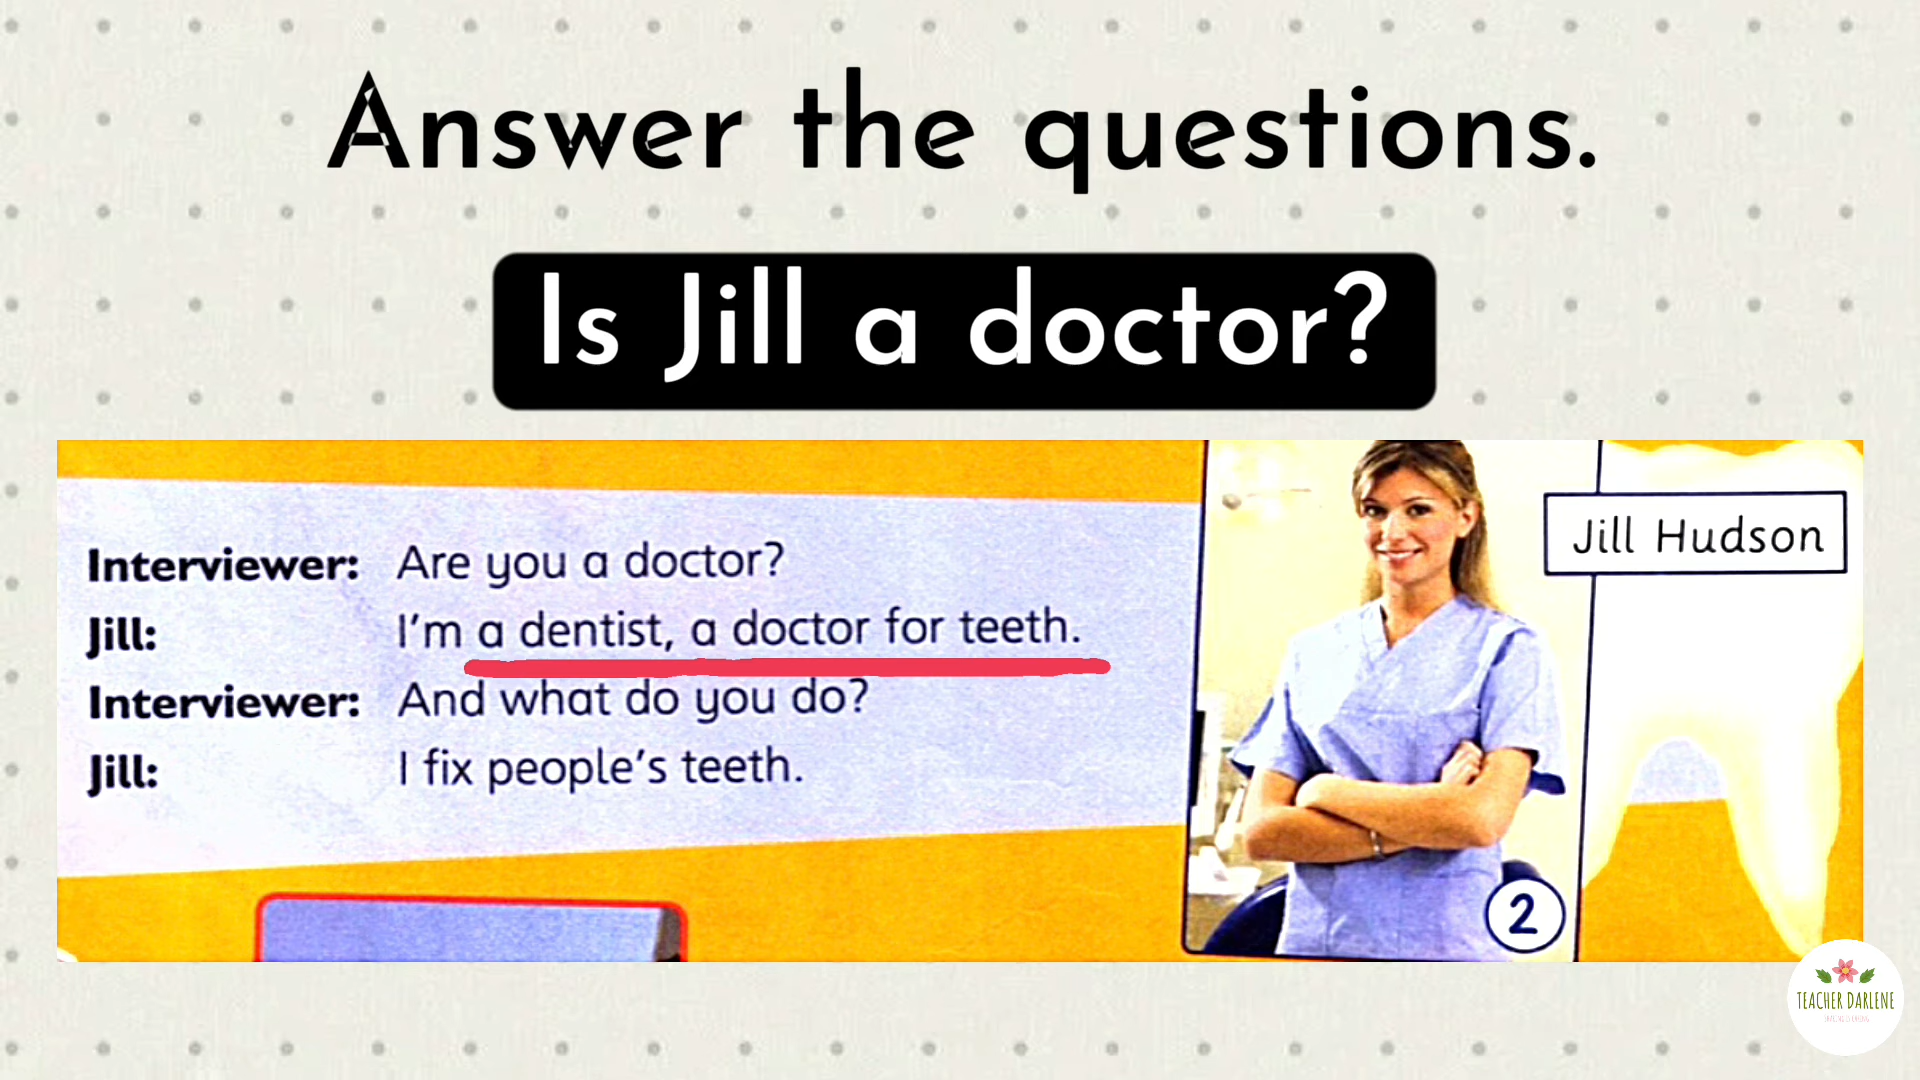 Answer the questions.
Is Jill a doctor?
Interviewer: Are you a doctor?
Jill: I'm a dentist, a doctor for teeth.
Interviewer: And what do you do?
Jill: I fix people's teeth.
Jill Hudson
2
TEACHER DARLENE